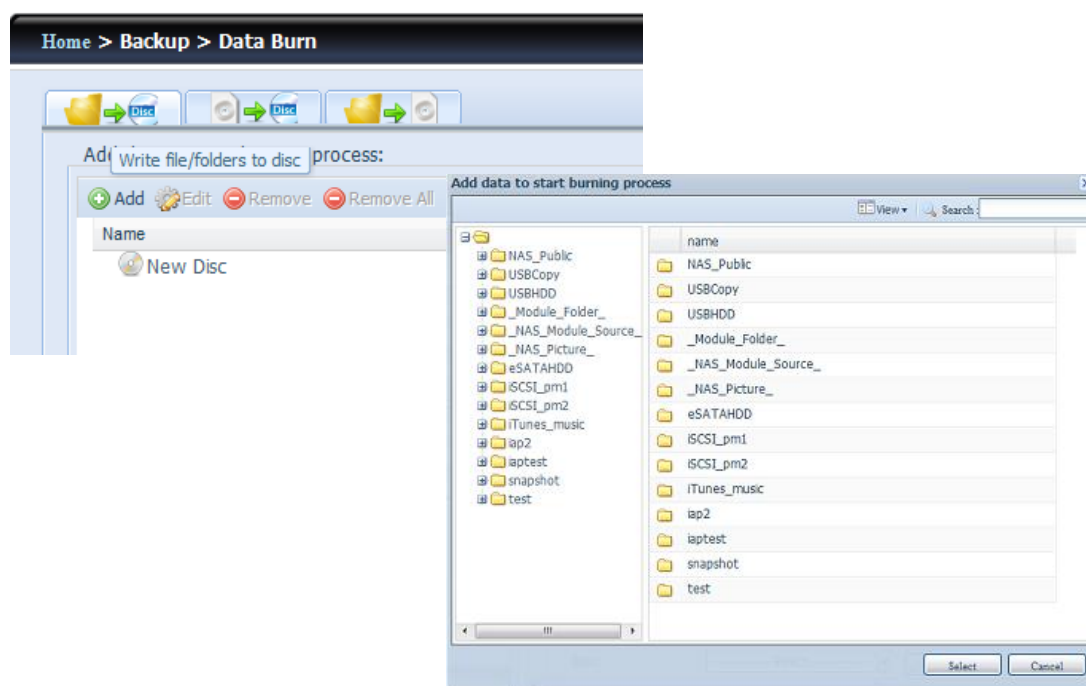 Home > Backup > Data Burn
Disc
Disc
Write file/folders to disc
process:
Add Edit Remove Remove All
Name
New Disc
Add data to start burning process
View Search :
NAS_Public
USBCopy
USBHDD
_Module_Folder_
_NAS_Module_Source_
_NAS_Picture_
eSATAHDD
iSCSI_pm1
iSCSI_pm2
iTunes_music
iap2
iaptest
snapshot
test
name
NAS_Public
USBCopy
USBHDD
_Module_Folder_
_NAS_Module_Source_
_NAS_Picture_
eSATAHDD
iSCSI_pm1
iSCSI_pm2
iTunes_music
iap2
iaptest
snapshot
test
Select Cancel